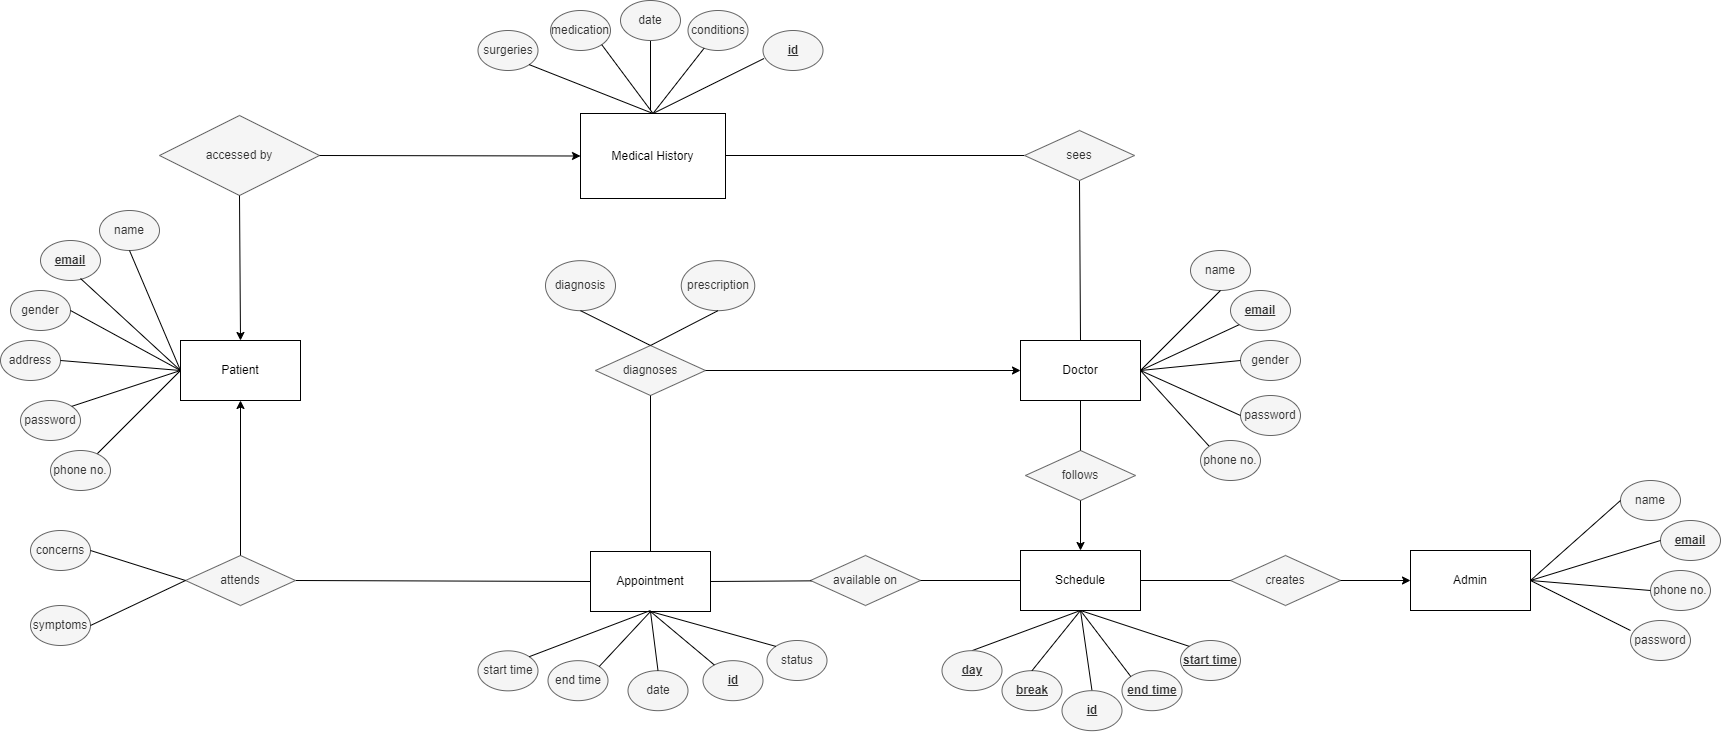 date
medication
conditions
surgeries
id
accessed by
Medical History
sees
name
email
gender
address
password
phone no.
Patient
diagnosis
prescription
diagnoses
Doctor
name
email
gender
password
phone no.
follows
concerns
symptoms
attends
Appointment
available on
Schedule
creates
Admin
name
email
phone no.
password
start time
end time
date
id
status
day
break
id
end time
start time